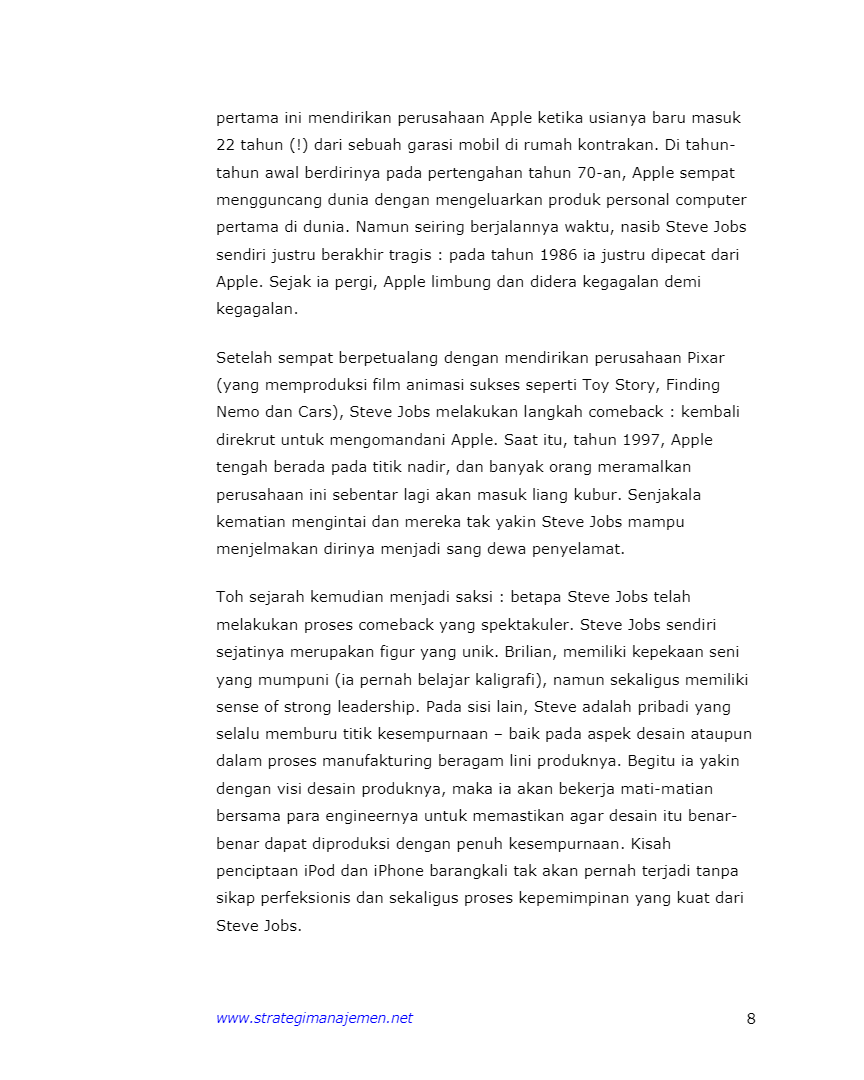 pertama ini mendirikan perusahaan Apple ketika usianya baru masuk
22 tahun (!) dari sebuah garasi mobil di rumah kontrakan. Di tahun-
tahun awal berdirinya pada pertengahan tahun 70-an, Apple sempat
mengguncang dunia dengan mengeluarkan produk personal computer
pertama di dunia. Namun seiring berjalannya waktu, nasib Steve Jobs
sendiri justru berakhir tragis : pada tahun 1986 ia justru dipecat dari
Apple. Sejak ia pergi, Apple limbung dan didera kegagalan demi
kegagalan.
Setelah sempat berpetualang dengan mendirikan perusahaan Pixar
(yang memproduksi film animasi sukses seperti Toy Story, Finding
Nemo dan Cars), Steve Jobs melakukan langkah comeback : kembali
direkrut untuk mengomandani Apple. Saat itu, tahun 1997, Apple
tengah berada pada titik nadir, dan banyak orang meramalkan
perusahaan ini sebentar lagi akan masuk liang kubur. Senjakala
kematian mengintai dan mereka tak yakin Steve Jobs mampu
menjelmakan dirinya menjadi sang dewa penyelamat.
Toh sejarah kemudian menjadi saksi : betapa Steve Jobs telah
melakukan proses comeback yang spektakuler. Steve Jobs sendiri
sejatinya merupakan figur yang unik. Brilian, memiliki kepekaan seni
yang mumpuni (ia pernah belajar kaligrafi), namun sekaligus memiliki
sense of strong leadership. Pada sisi lain, Steve adalah pribadi yang
selalu memburu titik kesempurnaan – baik pada aspek desain ataupun
dalam proses manufakturing beragam lini produknya. Begitu ia yakin
dengan visi desain produknya, maka ia akan bekerja mati-matian
bersama para engineernya untuk memastikan agar desain itu benar-
benar dapat diproduksi dengan penuh kesempurnaan. Kisah
penciptaan iPod dan iPhone barangkali tak akan pernah terjadi tanpa
sikap perfeksionis dan sekaligus proses kepemimpinan yang kuat dari
Steve Jobs.
www.strategimanajemen.net 8